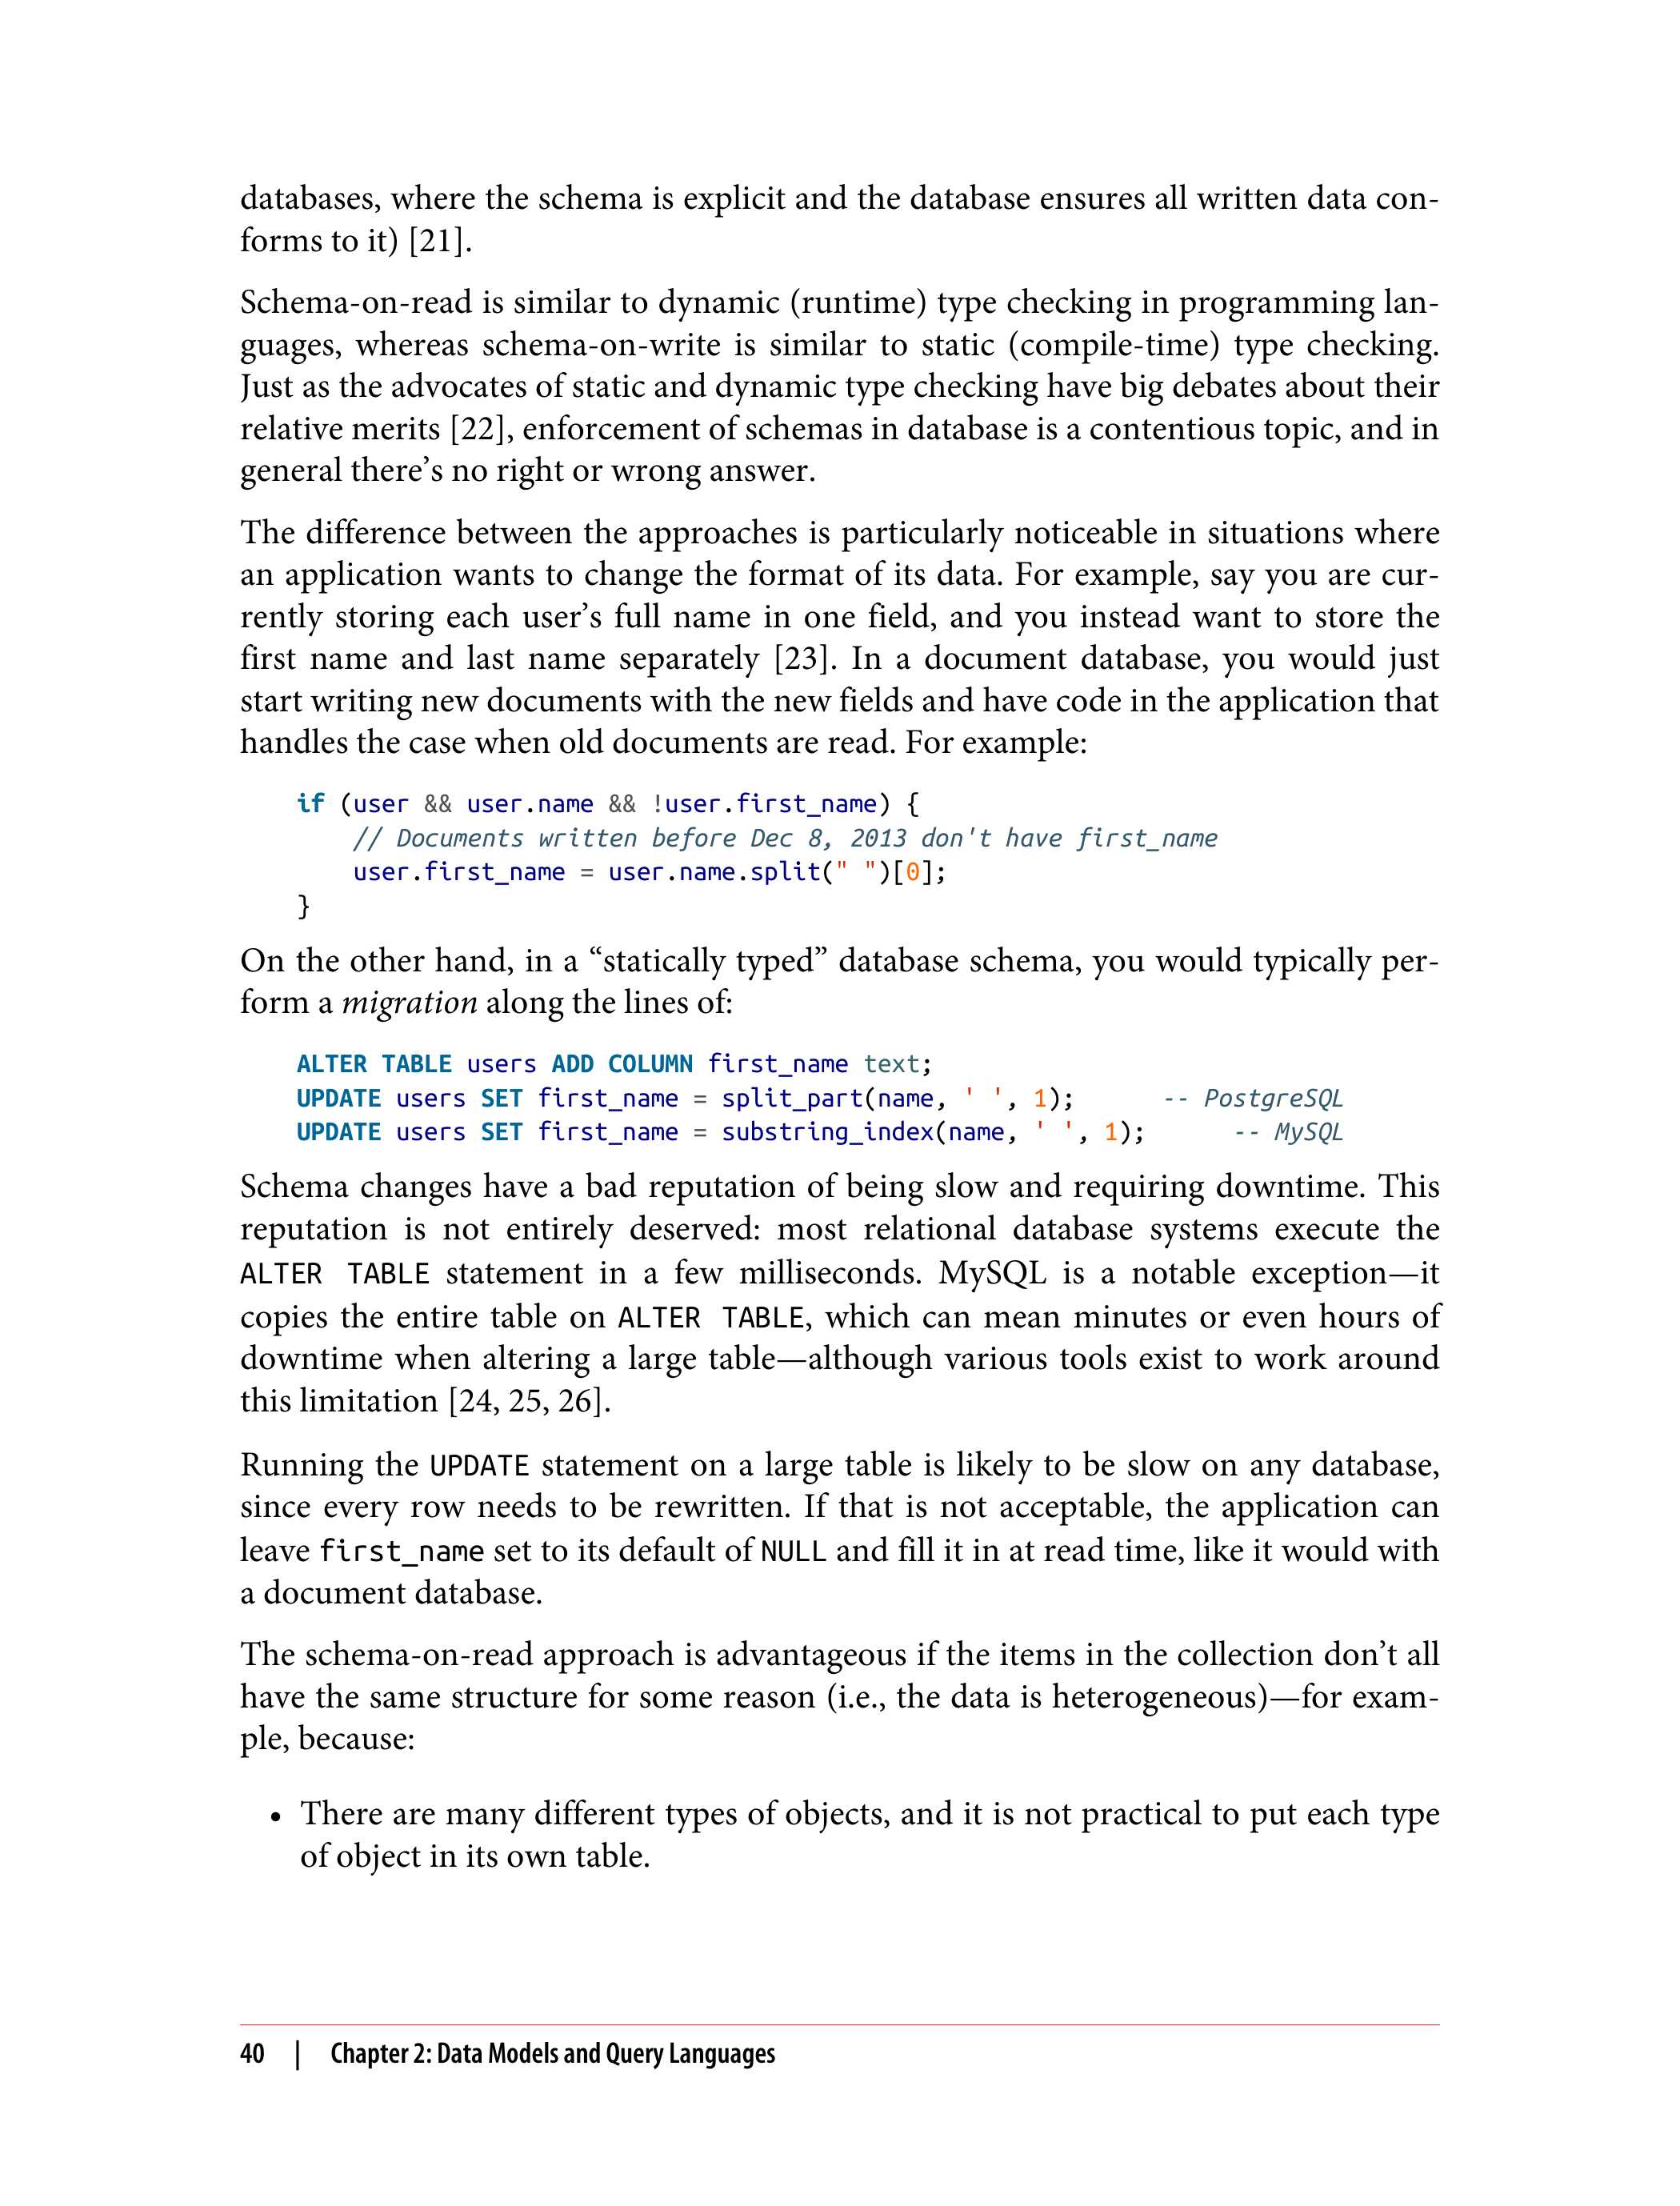 databases, where the schema is explicit and the database ensures all written data con-
forms to it) [21].
Schema-on-read is similar to dynamic (runtime) type checking in programming lan-
guages, whereas schema-on-write is similar to static (compile-time) type checking.
Just as the advocates of static and dynamic type checking have big debates about their
relative merits [22], enforcement of schemas in database is a contentious topic, and in
general there’s no right or wrong answer.
The difference between the approaches is particularly noticeable in situations where
an application wants to change the format of its data. For example, say you are cur-
rently storing each user’s full name in one field, and you instead want to store the
first name and last name separately [23]. In a document database, you would just
start writing new documents with the new fields and have code in the application that
handles the case when old documents are read. For example:
if (user && user.name && !user.first_name) {
    // Documents written before Dec 8, 2013 don't have first_name
    user.first_name = user.name.split(" ")[0];
}
On the other hand, in a “statically typed” database schema, you would typically per-
form a migration along the lines of:
ALTER TABLE users ADD COLUMN first_name text;
UPDATE users SET first_name = split_part(name, ' ', 1);      -- PostgreSQL
UPDATE users SET first_name = substring_index(name, ' ', 1);      -- MySQL
Schema changes have a bad reputation of being slow and requiring downtime. This
reputation is not entirely deserved: most relational database systems execute the
ALTER TABLE statement in a few milliseconds. MySQL is a notable exception—it
copies the entire table on ALTER TABLE, which can mean minutes or even hours of
downtime when altering a large table—although various tools exist to work around
this limitation [24, 25, 26].
Running the UPDATE statement on a large table is likely to be slow on any database,
since every row needs to be rewritten. If that is not acceptable, the application can
leave first_name set to its default of NULL and fill it in at read time, like it would with
a document database.
The schema-on-read approach is advantageous if the items in the collection don’t all
have the same structure for some reason (i.e., the data is heterogeneous)—for exam-
ple, because:
• There are many different types of objects, and it is not practical to put each type
of object in its own table.
40 | Chapter 2: Data Models and Query Languages